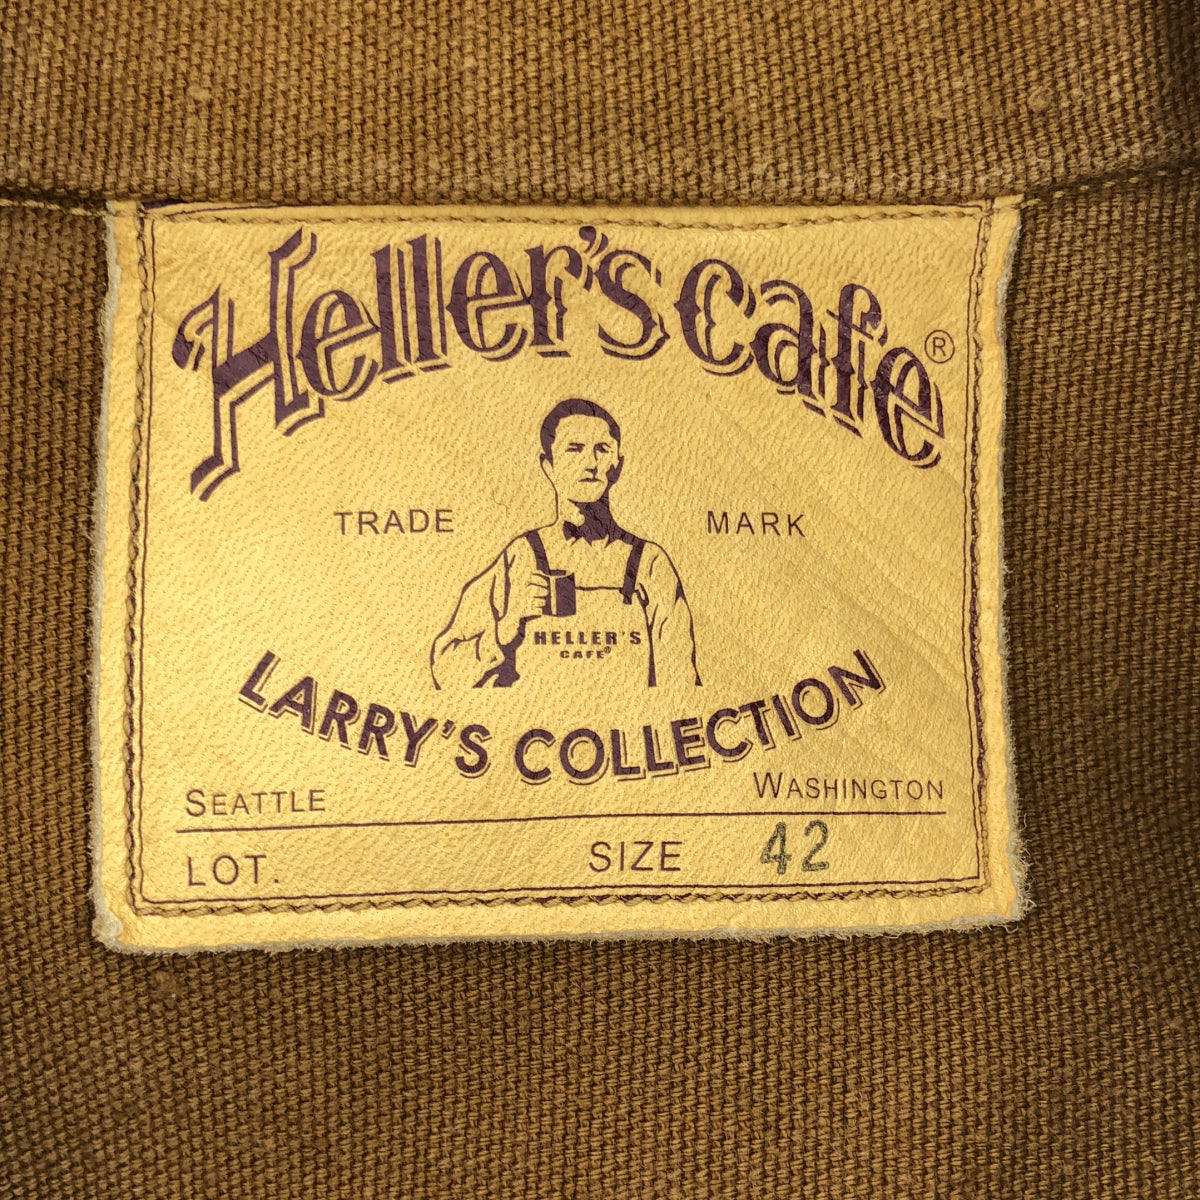 Heller's Cafe®
TRADE MARK
HELLER'S
CAFE®
LARRY'S COLLECTION
SEATTLE WASHINGTON
LOT. SIZE 42